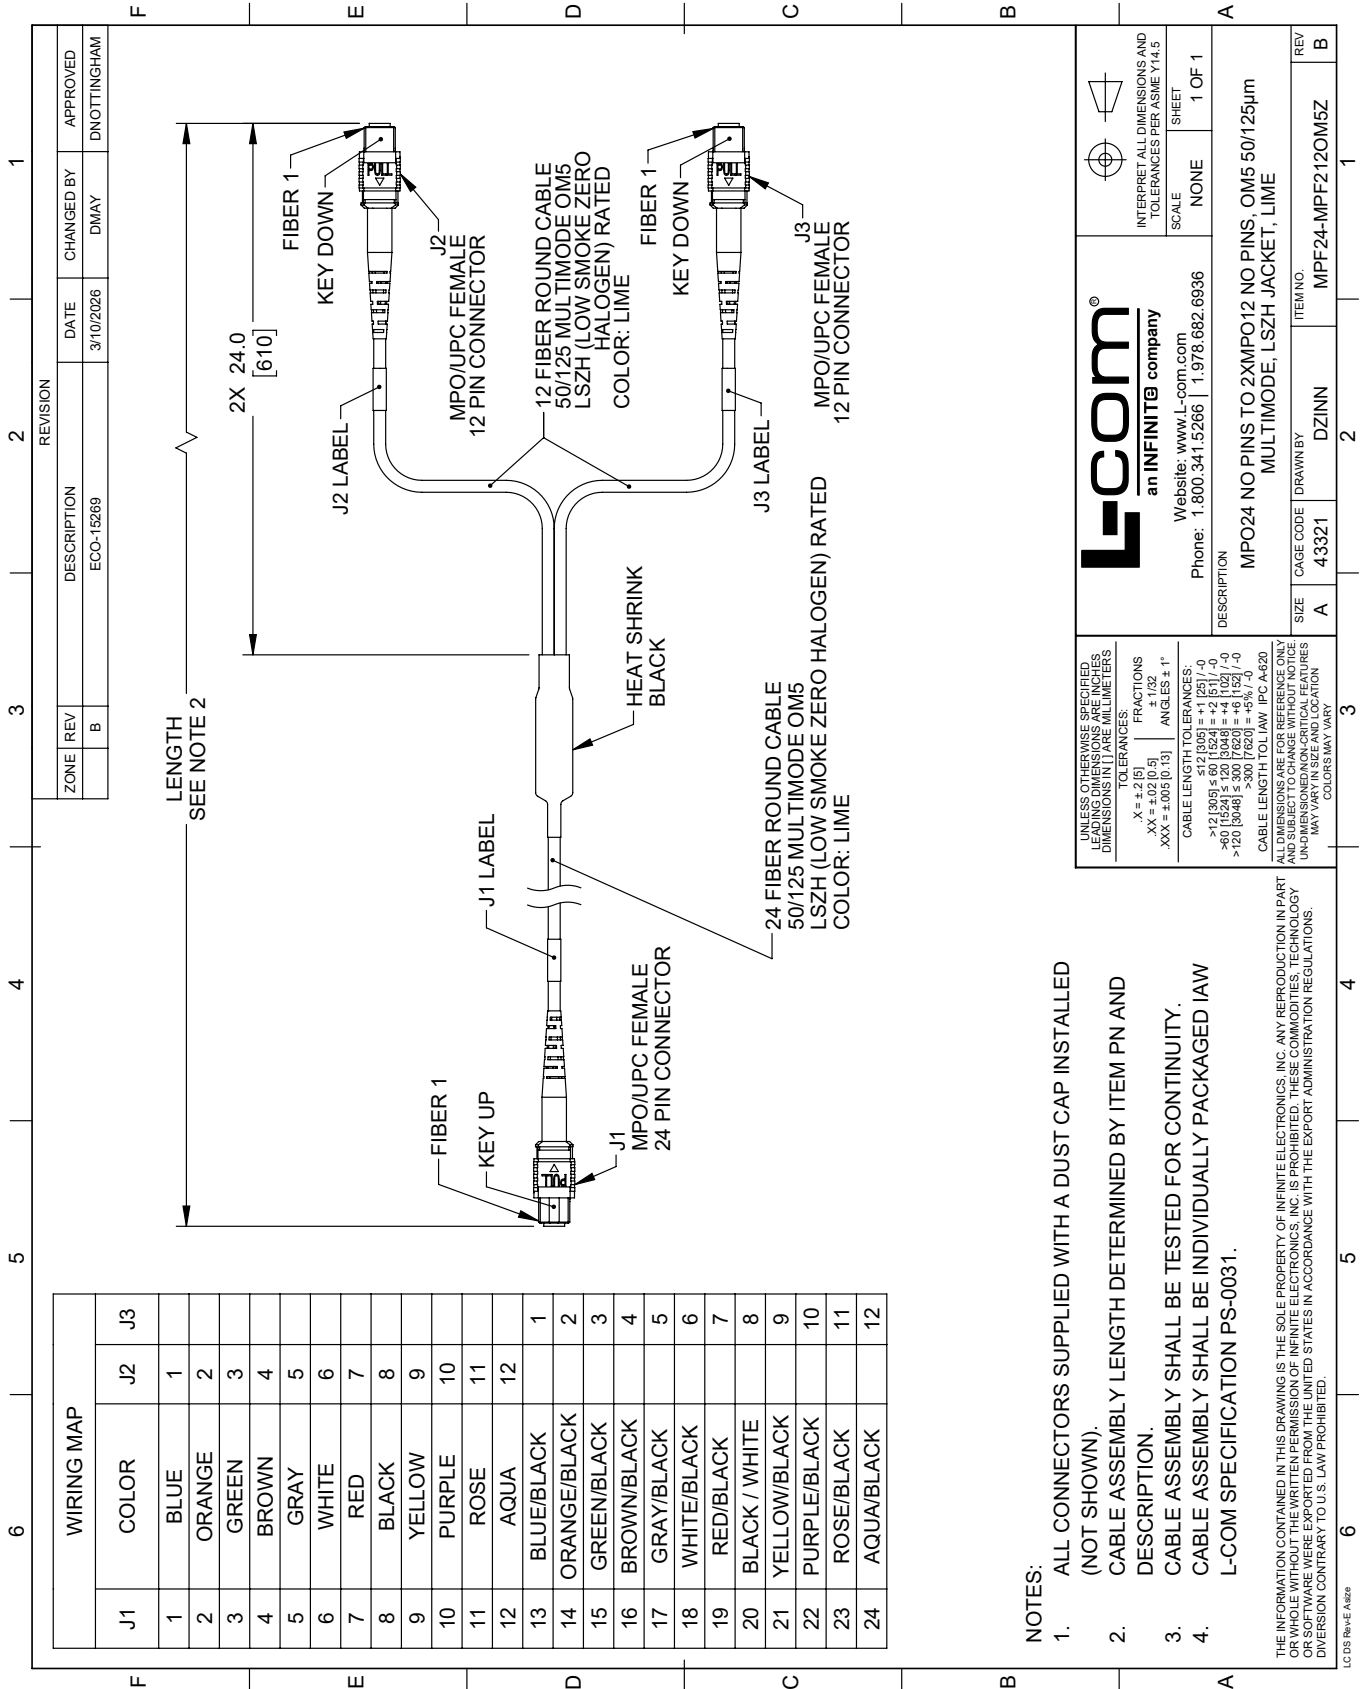 6
5
4
3
2
1
F
E
D
C
B
A
REVISION
ZONE
REV
DESCRIPTION
DATE
CHANGED BY
APPROVED
B
ECO-15269
3/10/2026
DMAY
DNOTTINGHAM
WIRING MAP
J1 COLOR J2 J3
1 BLUE 1
2 ORANGE 2
3 GREEN 3
4 BROWN 4
5 GRAY 5
6 WHITE 6
7 RED 7
8 BLACK 8
9 YELLOW 9
10 PURPLE 10
11 ROSE 11
12 AQUA 12
13 BLUE/BLACK 1
14 ORANGE/BLACK 2
15 GREEN/BLACK 3
16 BROWN/BLACK 4
17 GRAY/BLACK 5
18 WHITE/BLACK 6
19 RED/BLACK 7
20 BLACK / WHITE 8
21 YELLOW/BLACK 9
22 PURPLE/BLACK 10
23 ROSE/BLACK 11
24 AQUA/BLACK 12
LENGTH
SEE NOTE 2
2X 24.0
[610]
FIBER 1
KEY UP
PULL
J1
MPO/UPC FEMALE
24 PIN CONNECTOR
J1 LABEL
24 FIBER ROUND CABLE
50/125 MULTIMODE OM5
LSZH (LOW SMOKE ZERO HALOGEN) RATED
COLOR: LIME
HEAT SHRINK
BLACK
J2 LABEL
FIBER 1
KEY DOWN
PULL
J2
MPO/UPC FEMALE
12 PIN CONNECTOR
12 FIBER ROUND CABLE
50/125 MULTIMODE OM5
LSZH (LOW SMOKE ZERO
HALOGEN) RATED
COLOR: LIME
J3 LABEL
FIBER 1
KEY DOWN
PULL
J3
MPO/UPC FEMALE
12 PIN CONNECTOR
NOTES:
1. ALL CONNECTORS SUPPLIED WITH A DUST CAP INSTALLED
(NOT SHOWN).
2. CABLE ASSEMBLY LENGTH DETERMINED BY ITEM PN AND
DESCRIPTION.
3. CABLE ASSEMBLY SHALL BE TESTED FOR CONTINUITY.
4. CABLE ASSEMBLY SHALL BE INDIVIDUALLY PACKAGED IAW
L-COM SPECIFICATION PS-0031.
THE INFORMATION CONTAINED IN THIS DRAWING IS THE SOLE PROPERTY OF INFINITE ELECTRONICS, INC. ANY REPRODUCTION IN PART
OR WHOLE WITHOUT THE WRITTEN PERMISSION OF INFINITE ELECTRONICS, INC. IS PROHIBITED. THESE COMMODITIES, TECHNOLOGY
OR SOFTWARE WERE EXPORTED FROM THE UNITED STATES IN ACCORDANCE WITH THE EXPORT ADMINISTRATION REGULATIONS.
DIVERSION CONTRARY TO U.S. LAW PROHIBITED.
UNLESS OTHERWISE SPECIFIED
LEADING DIMENSIONS ARE INCHES
DIMENSIONS IN [ ] ARE MILLIMETERS
TOLERANCES:
.X = ±.2 [5]
.XX = ±.02 [0.5]
.XXX = ±.005 [0.13]
FRACTIONS
± 1/32
ANGLES ± 1°
CABLE LENGTH TOLERANCES:
≤12 [305] = +1 [25] / -0
>12 [305] ≤ 60 [1524] = +2 [51] / -0
>60 [1524] ≤ 120 [3048] = +4 [102] / -0
>120 [3048] ≤ 300 [7620] = +6 [152] / -0
>300 [7620] = +5% / -0
CABLE LENGTH TOL IAW IPC A-620
ALL DIMENSIONS ARE FOR REFERENCE ONLY
AND SUBJECT TO CHANGE WITHOUT NOTICE.
UN-DIMENSIONED/NON-CRITICAL FEATURES
MAY VARY IN SIZE AND LOCATION
COLORS MAY VARY
L-com®
an INFINITE company
Website: www.L-com.com
Phone: 1.800.341.5266 | 1.978.682.6936
INTERPRET ALL DIMENSIONS AND
TOLERANCES PER ASME Y14.5
SCALE
NONE
SHEET
1 OF 1
DESCRIPTION
MPO24 NO PINS TO 2XMPO12 NO PINS, OM5 50/125µm
MULTIMODE, LSZH JACKET, LIME
SIZE
A
CAGE CODE
43321
DRAWN BY
DZINN
ITEM NO.
MPF24-MPF212OM5Z
REV
B
F
E
D
C
B
A
LC DS Rev-E Asize
6
5
4
3
2
1